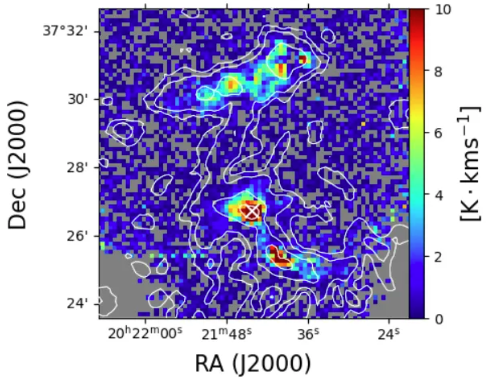 37°32'
30'
28'
26'
24'
Dec (J2000)
20ʰ22ᵐ00ˢ
21ᵐ48ˢ
36ˢ
24ˢ
RA (J2000)
10
8
6
4
2
0
[K · kms⁻¹]